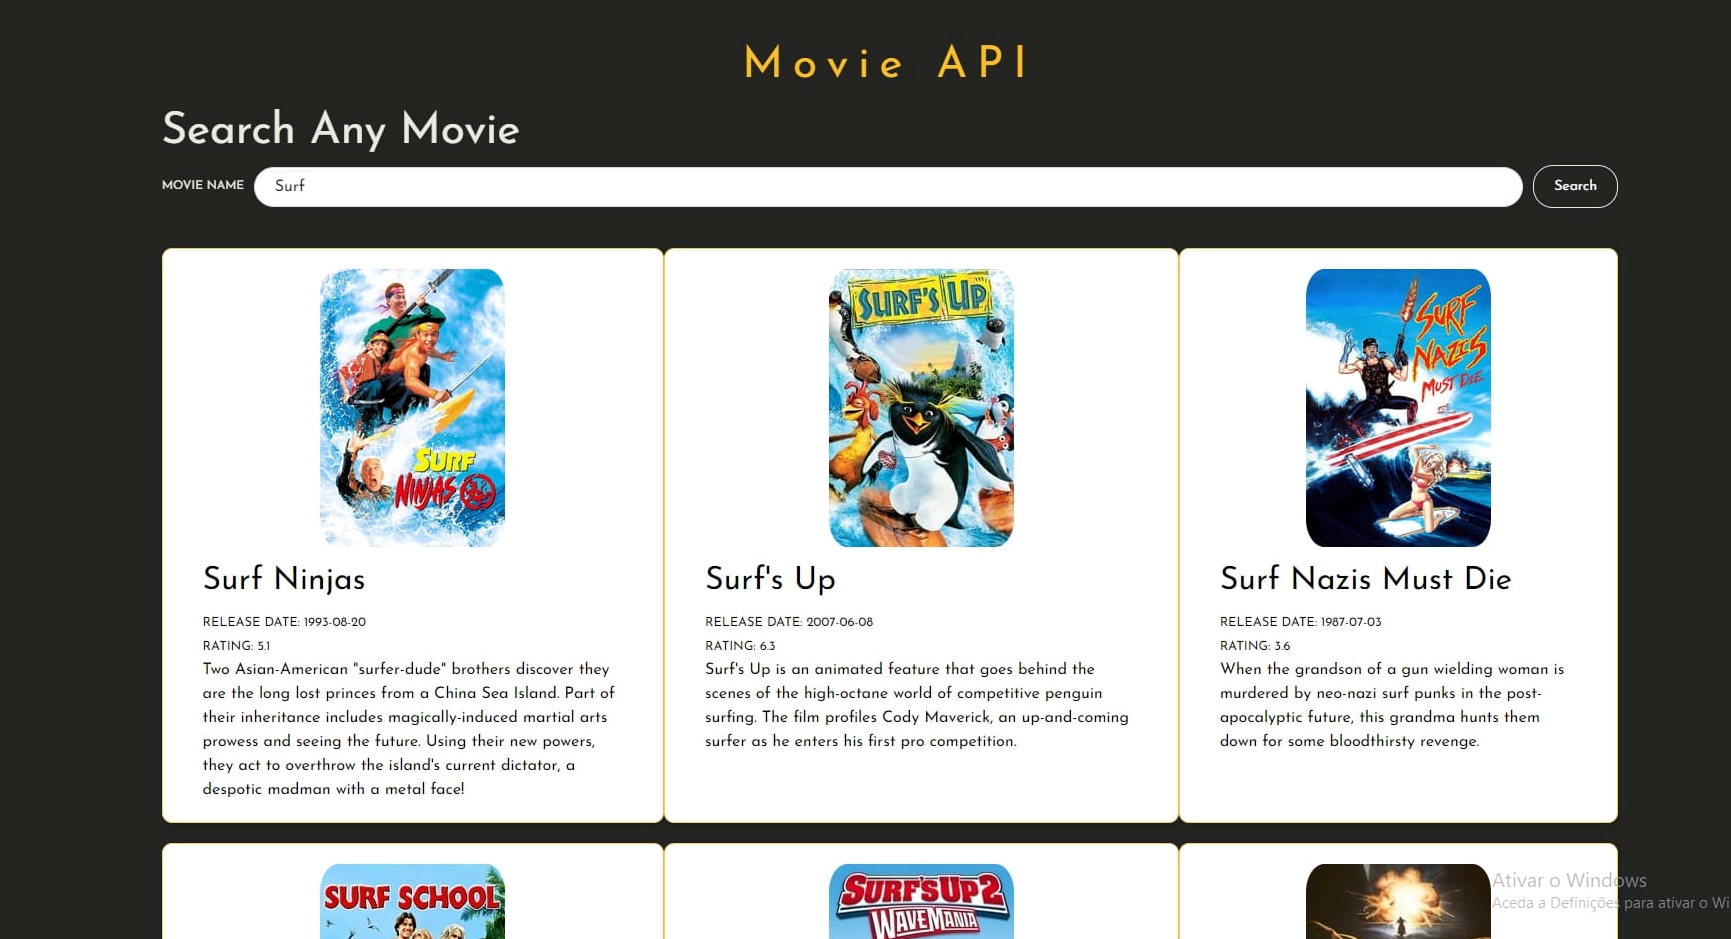 Movie API
Search Any Movie
MOVIE NAME
Surf
Search
SURF
NINJAS
SURF'S UP
SURF
NAZIS
MUST DIE
Surf Ninjas
RELEASE DATE: 1993-08-20
RATING: 5.1
Two Asian-American "surfer-dude" brothers discover they
are the long lost princes from a China Sea Island. Part of
their inheritance includes magically-induced martial arts
prowess and seeing the future. Using their new powers,
they act to overthrow the island's current dictator, a
despotic madman with a metal face!
Surf's Up
RELEASE DATE: 2007-06-08
RATING: 6.3
Surf's Up is an animated feature that goes behind the
scenes of the high-octane world of competitive penguin
surfing. The film profiles Cody Maverick, an up-and-coming
surfer as he enters his first pro competition.
Surf Nazis Must Die
RELEASE DATE: 1987-07-03
RATING: 3.6
When the grandson of a gun wielding woman is
murdered by neo-nazi surf punks in the post-
apocalyptic future, this grandma hunts them
down for some bloodthirsty revenge.
SURF SCHOOL
SURF'S UP 2
WAVEMANIA
Ativar o Windows
Aceda a Definições para ativar o Wi